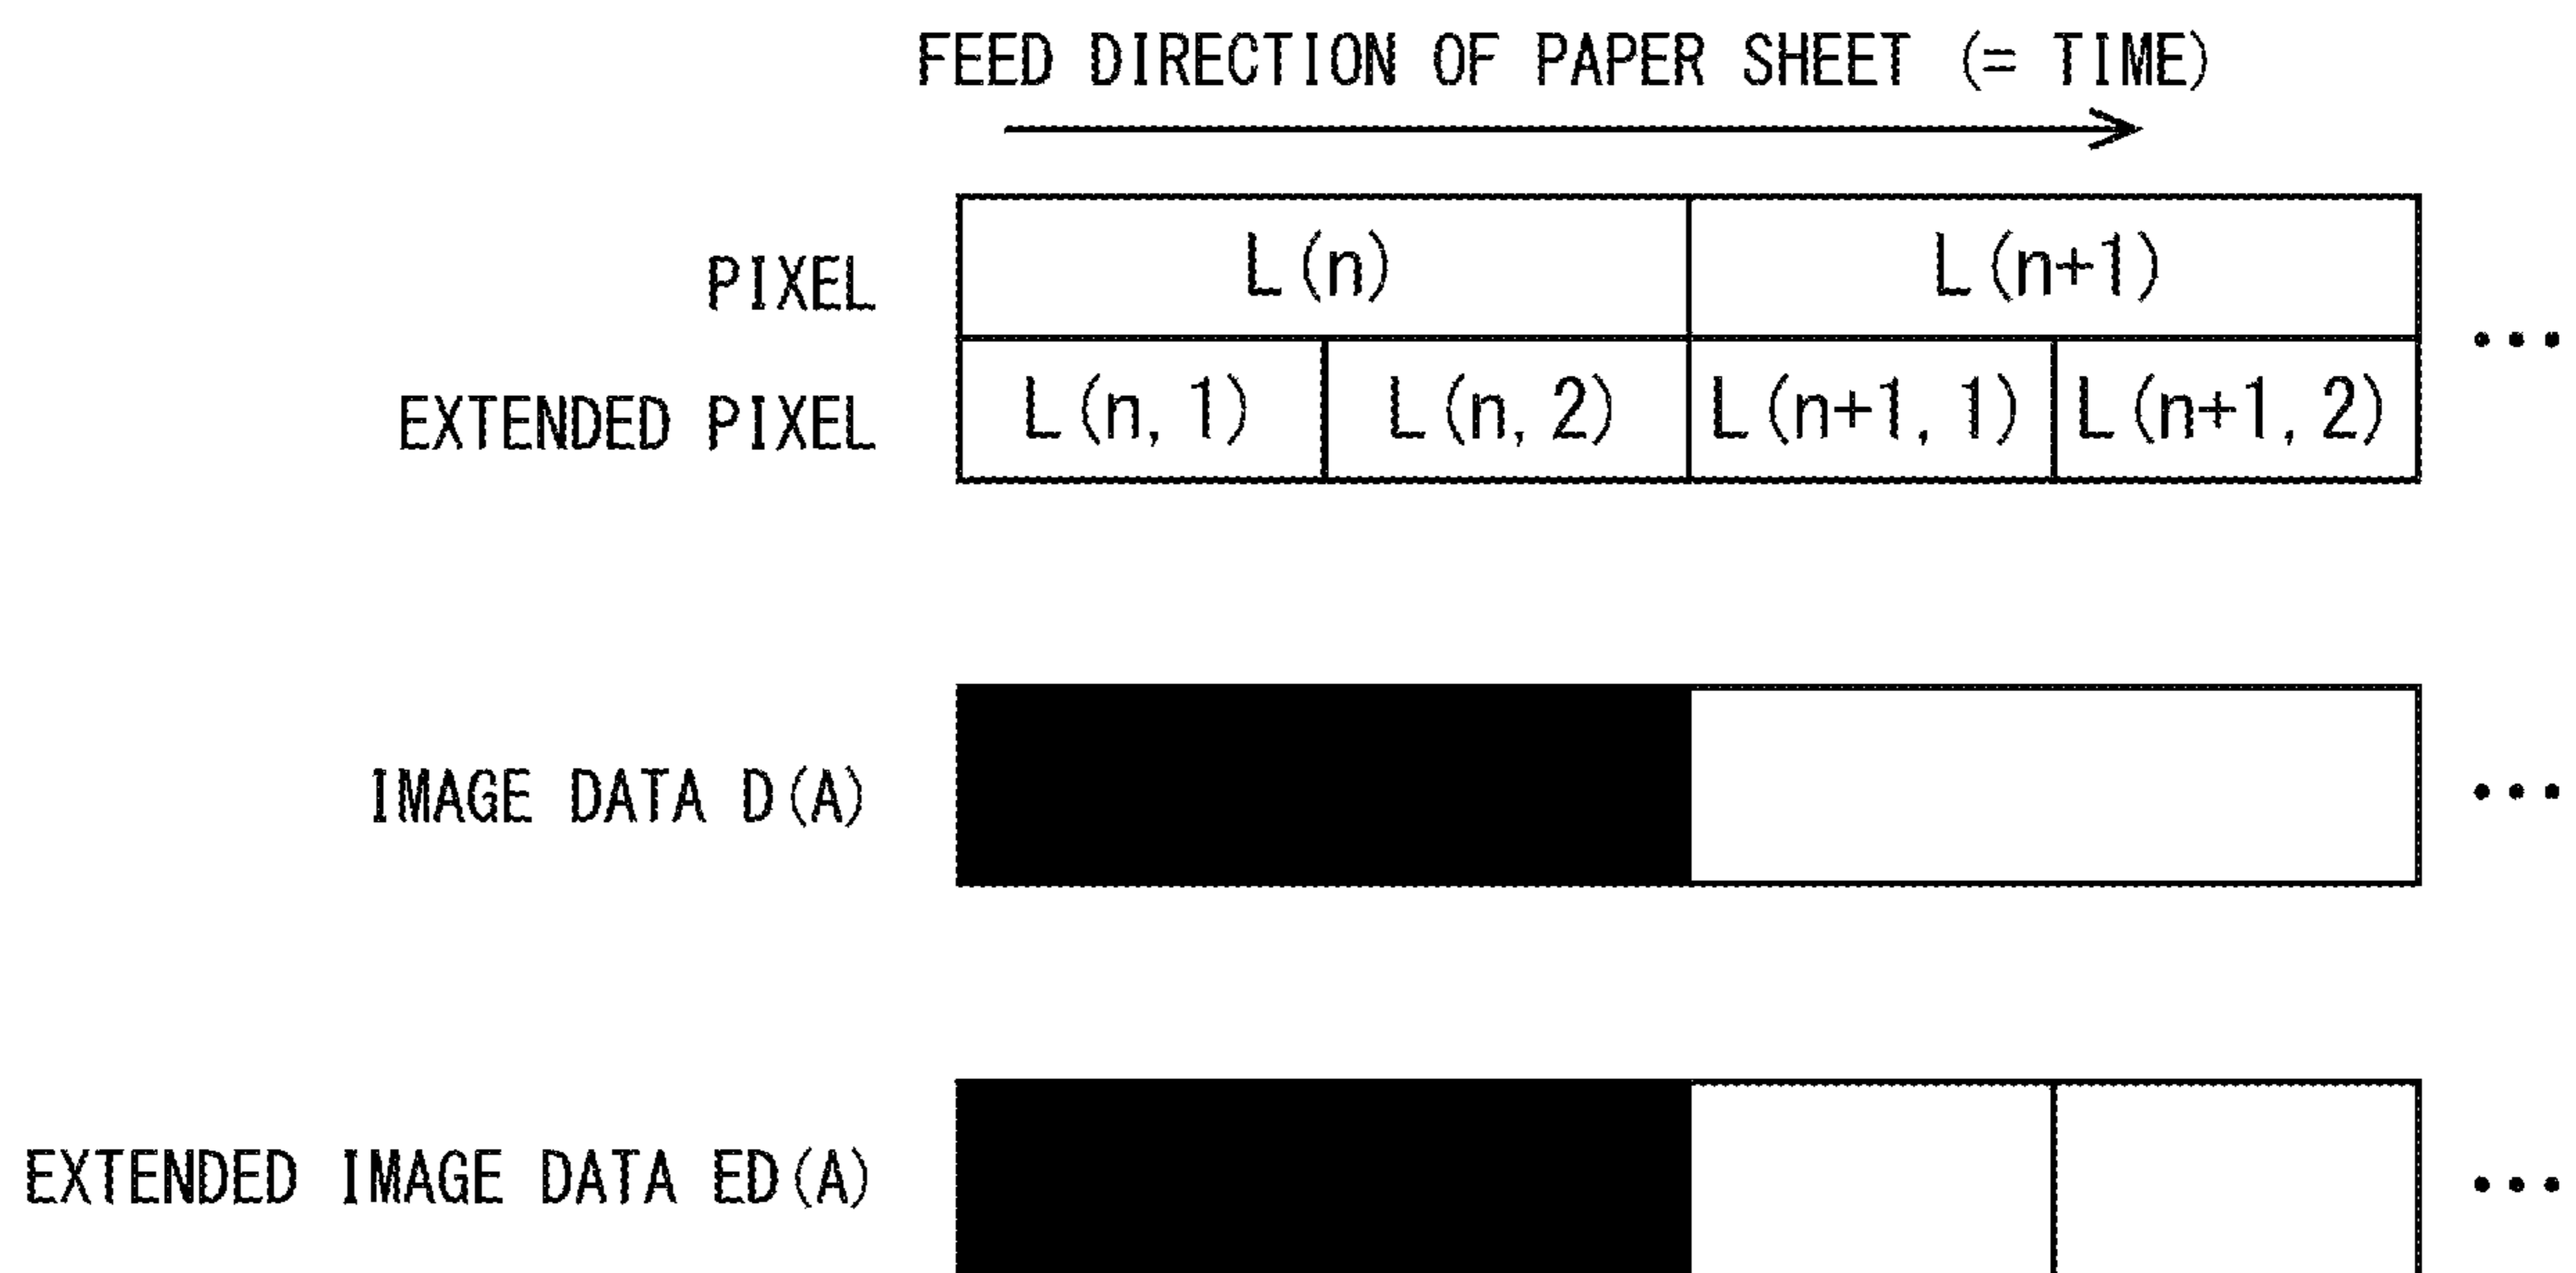 FEED DIRECTION OF PAPER SHEET (= TIME)
PIXEL L(n) L(n+1) ...
EXTENDED PIXEL L(n, 1) L(n, 2) L(n+1, 1) L(n+1, 2)
IMAGE DATA D(A) ...
EXTENDED IMAGE DATA ED(A) ...